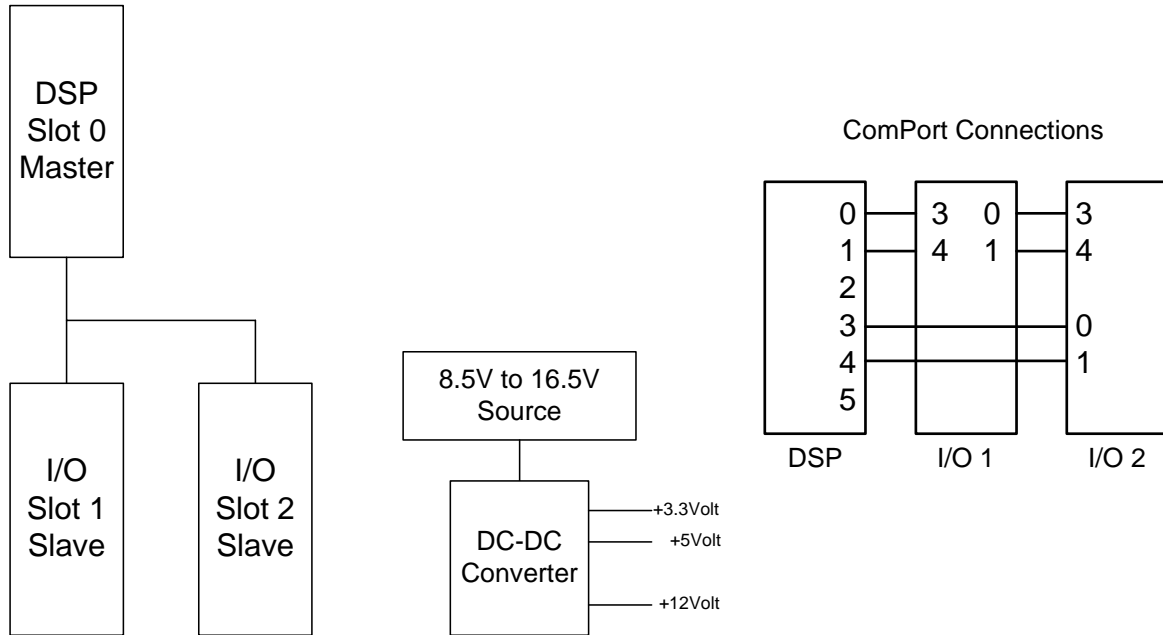 DSP
Slot 0
Master
I/O
Slot 1
Slave
I/O
Slot 2
Slave
8.5V to 16.5V
Source
DC-DC
Converter
+3.3Volt
+5Volt
+12Volt
ComPort Connections
0 3 0 3
1 4 1 4
2
3 0
4 1
5
DSP I/O 1 I/O 2